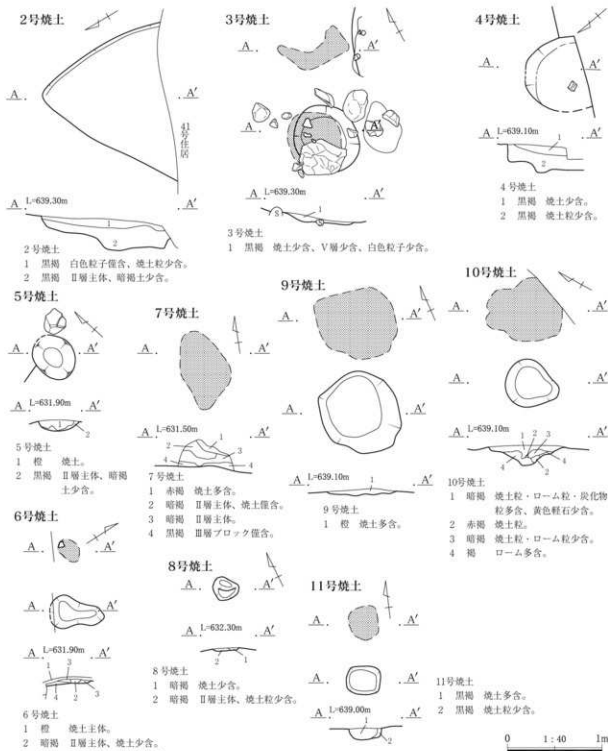 2号焼土
A . . A′
41号住居
A . L=639.30m . A′
1
2
2号焼土
1 黒褐 白色粒子僅含、焼土粒少含。
2 黒褐 Ⅱ層主体、暗褐土少含。
3号焼土
A . . A′
A . . A′
A . L=639.30m . A′
S 1
3号焼土
1 黒褐 焼土少含、Ⅴ層少含、白色粒子少含。
4号焼土
A . . A′
A . L=639.10m . A′
1
2
4号焼土
1 黒褐 焼土少含。
2 黒褐 焼土粒少含。
5号焼土
A . . A′
A . L=631.90m . A′
1
2
5号焼土
1 橙 焼土。
2 黒褐 Ⅱ層主体、暗褐
土少含。
6号焼土
A . . A′
A . . A′
A . L=631.90m . A′
3
1
4 2 3
6号焼土
1 橙 焼土主体。
2 暗褐 Ⅱ層主体、焼土少含。
7号焼土
A . . A′
A . L=631.50m . A′
1
2 3
4 4
7号焼土
1 赤褐 焼土多含。
2 暗褐 Ⅱ層主体、焼土僅含。
3 暗褐 Ⅱ層主体。
4 黒褐 Ⅲ層ブロック僅含。
8号焼土
A . . A′
A . L=632.30m . A′
2 1
8号焼土
1 暗褐 焼土少含。
2 暗褐 Ⅱ層主体、焼土粒少含。
9号焼土
A . . A′
A . . A′
A . L=639.10m . A′
1
9号焼土
1 橙 焼土多含。
10号焼土
A . . A′
A . . A′
A . L=639.10m . A′
1 2 3
4 2 4
10号焼土
1 暗褐 焼土粒・ローム粒・炭化物
粒多含、黄色軽石少含。
2 赤褐 焼土粒。
3 暗褐 焼土粒・ローム粒少含。
4 褐 ローム多含。
11号焼土
A . . A′
A . . A′
A . L=639.00m . A′
1
2
11号焼土
1 黒褐 焼土多含。
2 黒褐 焼土粒少含。
0 1:40 1m